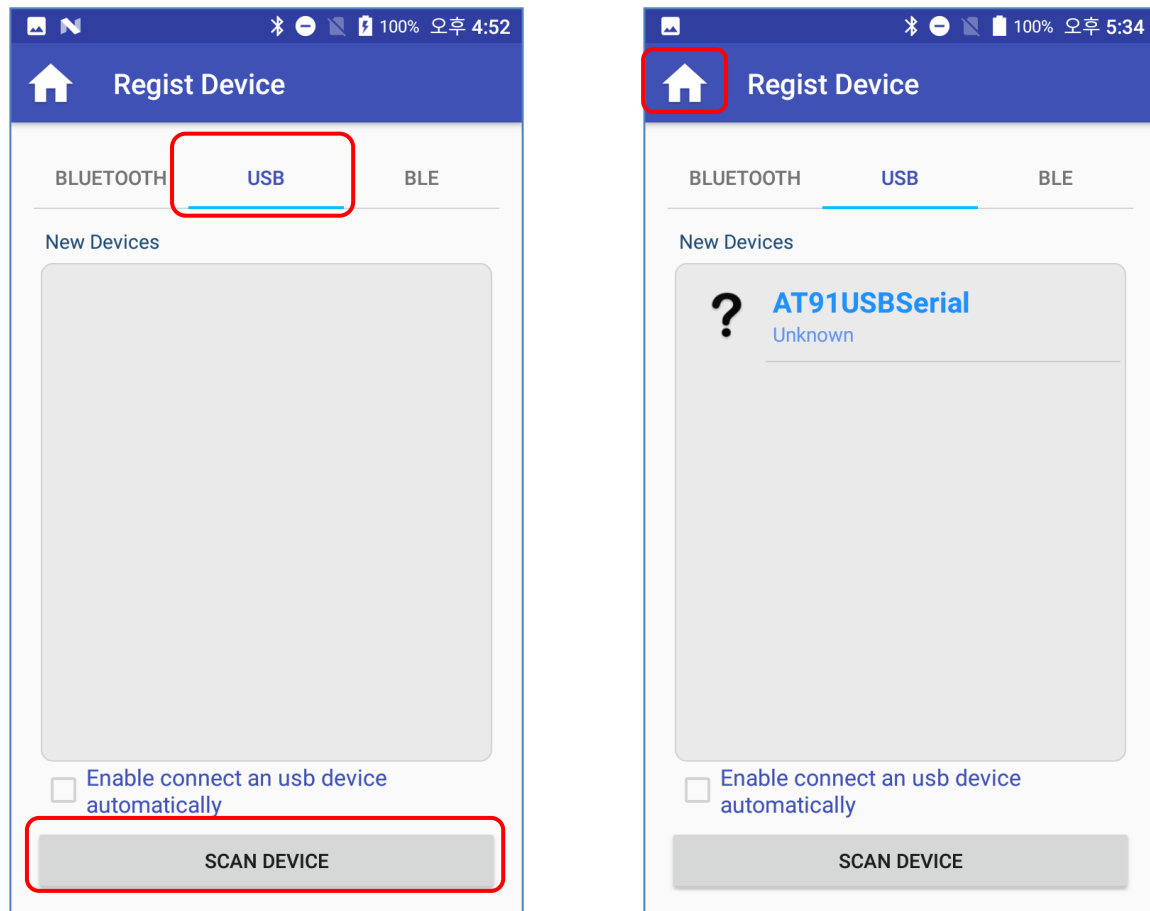 100% 오후 4:52
Regist Device
BLUETOOTH USB BLE
New Devices
Enable connect an usb device
automatically
SCAN DEVICE
100% 오후 5:34
Regist Device
BLUETOOTH USB BLE
New Devices
? AT91USBSerial
Unknown
Enable connect an usb device
automatically
SCAN DEVICE